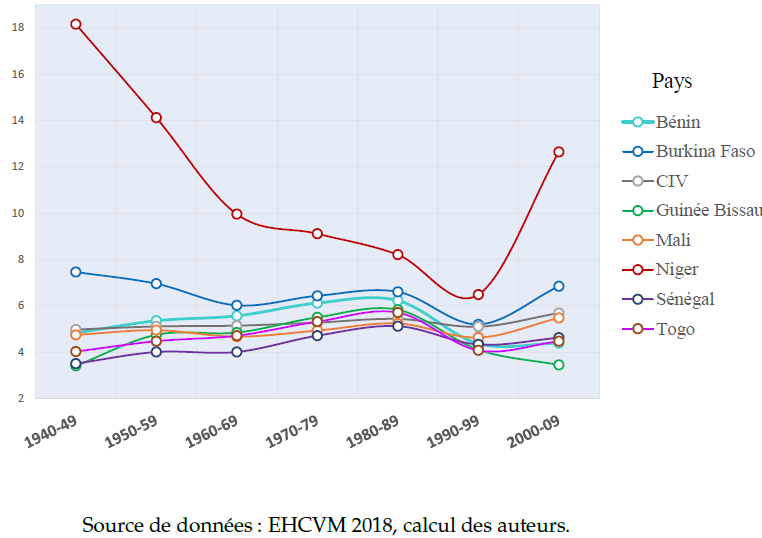 18
16
14
12
10
8
6
4
2
1940-49
1950-59
1960-69
1970-79
1980-89
1990-99
2000-09
Pays
Bénin
Burkina Faso
CIV
Guinée Bissau
Mali
Niger
Sénégal
Togo
Source de données : EHCVM 2018, calcul des auteurs.